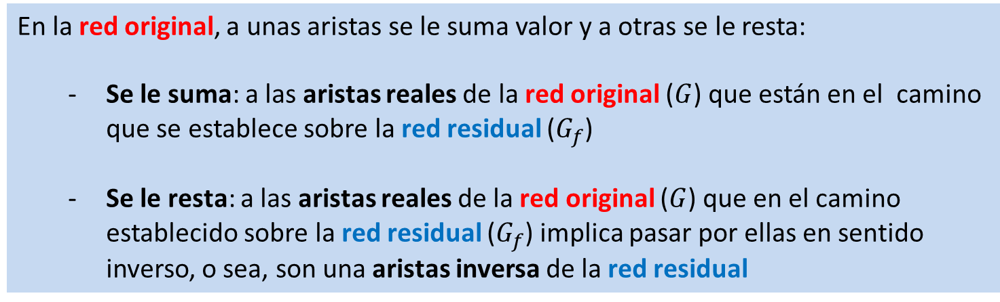 En la red original, a unas aristas se le suma valor y a otras se le resta:
- Se le suma: a las aristas reales de la red original (G) que están en el camino
que se establece sobre la red residual (G_f)
- Se le resta: a las aristas reales de la red original (G) que en el camino
establecido sobre la red residual (G_f) implica pasar por ellas en sentido
inverso, o sea, son una aristas inversa de la red residual